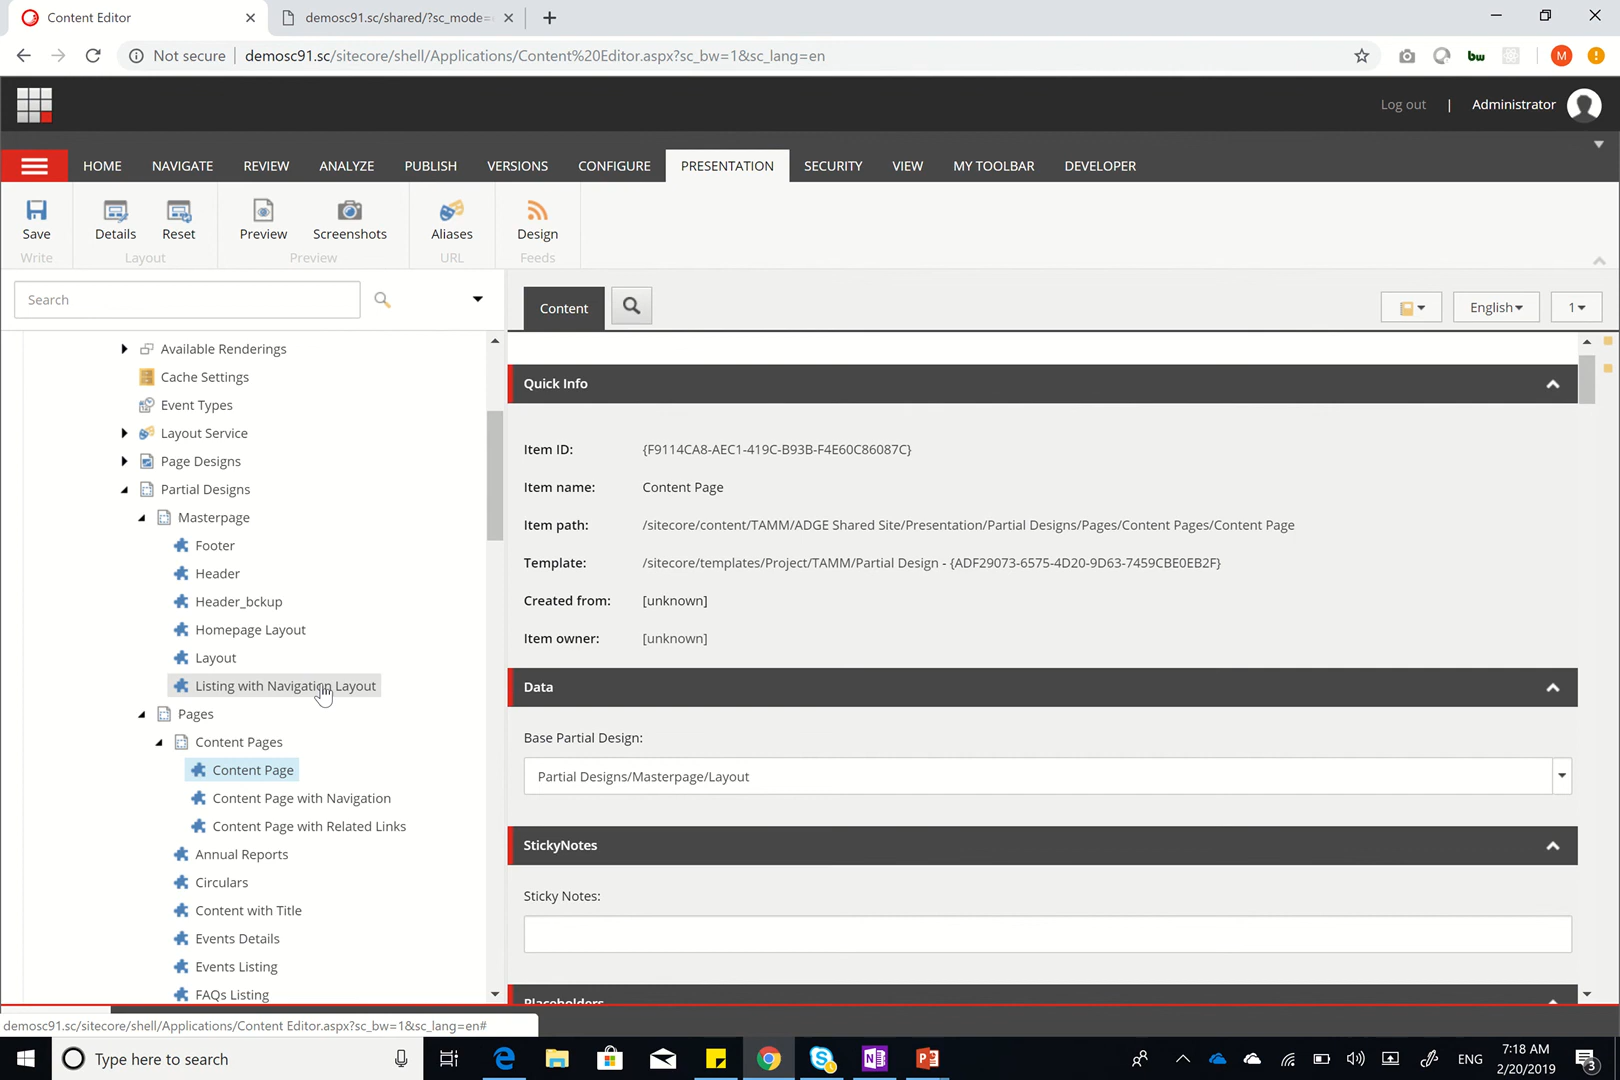 Content Editor
demosc91.sc/shared/?sc_mode=
Not secure
demosc91.sc/sitecore/shell/Applications/Content%20Editor.aspx?sc_bw=1&sc_lang=en
bw
M
Log out | Administrator
HOME NAVIGATE REVIEW ANALYZE PUBLISH VERSIONS CONFIGURE PRESENTATION SECURITY VIEW MY TOOLBAR DEVELOPER
Save Details Reset Preview Screenshots Aliases Design
Write Layout Preview URL Feeds
Search
Content
English
1
Available Renderings
Cache Settings
Event Types
Layout Service
Page Designs
Partial Designs
Masterpage
Footer
Header
Header_bckup
Homepage Layout
Layout
Listing with Navigation Layout
Pages
Content Pages
Content Page
Content Page with Navigation
Content Page with Related Links
Annual Reports
Circulars
Content with Title
Events Details
Events Listing
FAQs Listing
Quick Info
Item ID: {F9114CA8-AEC1-419C-B93B-F4E60C86087C}
Item name: Content Page
Item path: /sitecore/content/TAMM/ADGE Shared Site/Presentation/Partial Designs/Pages/Content Pages/Content Page
Template: /sitecore/templates/Project/TAMM/Partial Design - {ADF29073-6575-4D20-9D63-7459CBE0EB2F}
Created from: [unknown]
Item owner: [unknown]
Data
Base Partial Design:
Partial Designs/Masterpage/Layout
StickyNotes
Sticky Notes:
Placeholders
demosc91.sc/sitecore/shell/Applications/Content Editor.aspx?sc_bw=1&sc_lang=en#
Type here to search
ENG
7:18 AM
2/20/2019
3